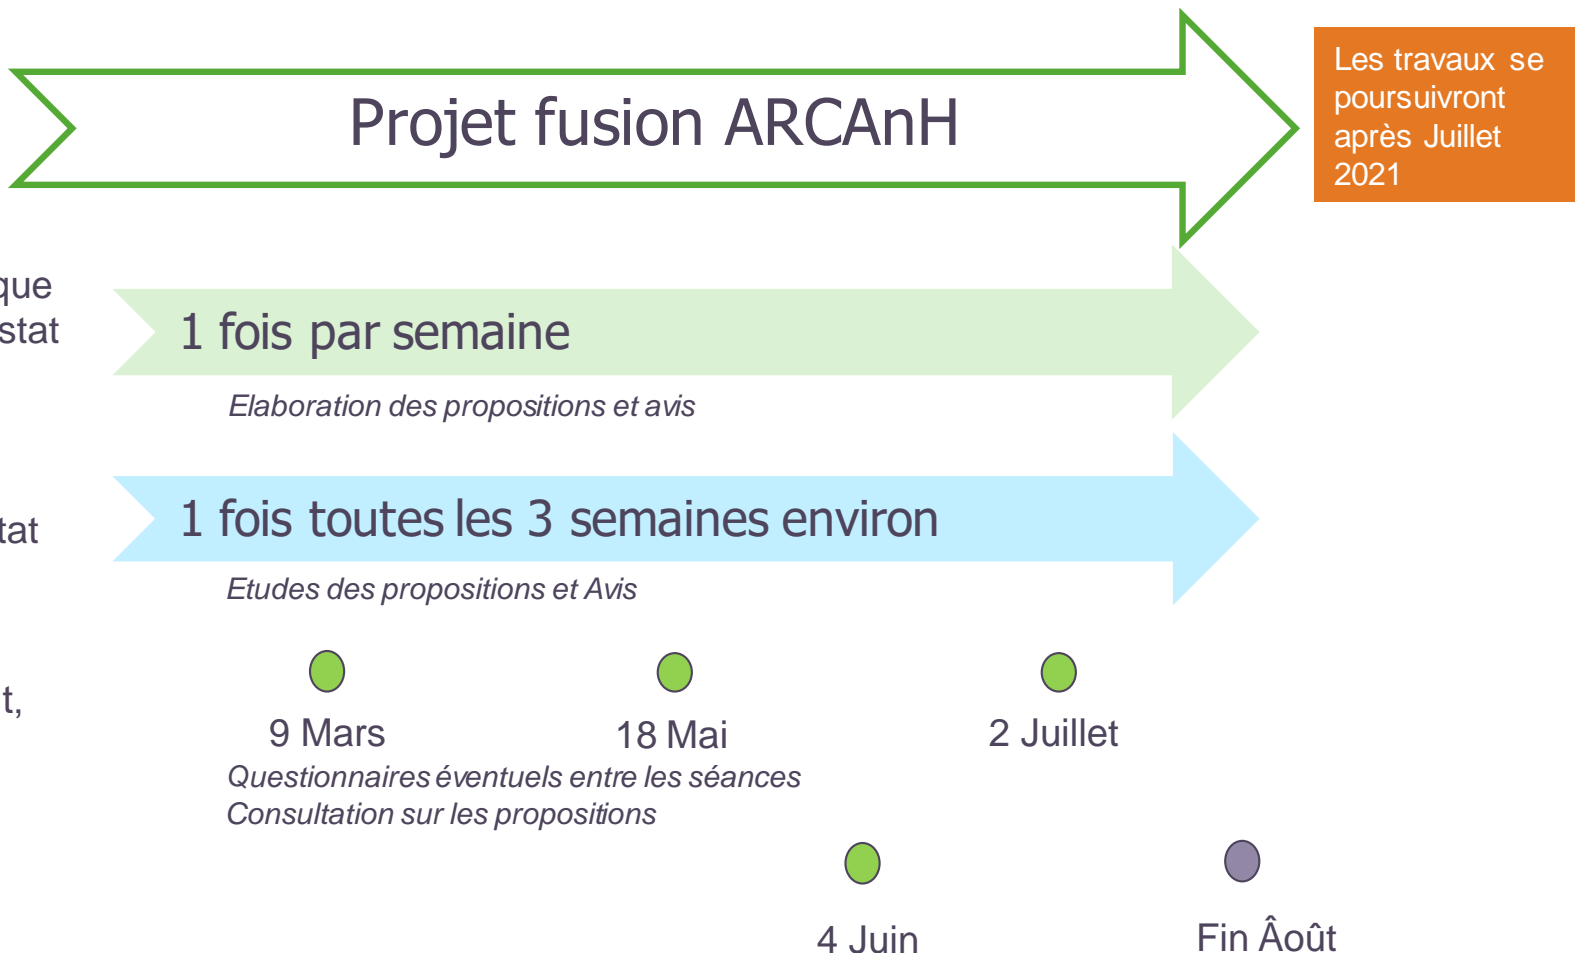 Projet fusion ARCAnH
Les travaux se
poursuivront
après Juillet
2021
que
stat
1 fois par semaine
Elaboration des propositions et avis
tat
1 fois toutes les 3 semaines environ
Etudes des propositions et Avis
t,
9 Mars
18 Mai
2 Juillet
Questionnaires éventuels entre les séances
Consultation sur les propositions
4 Juin
Fin Âoût